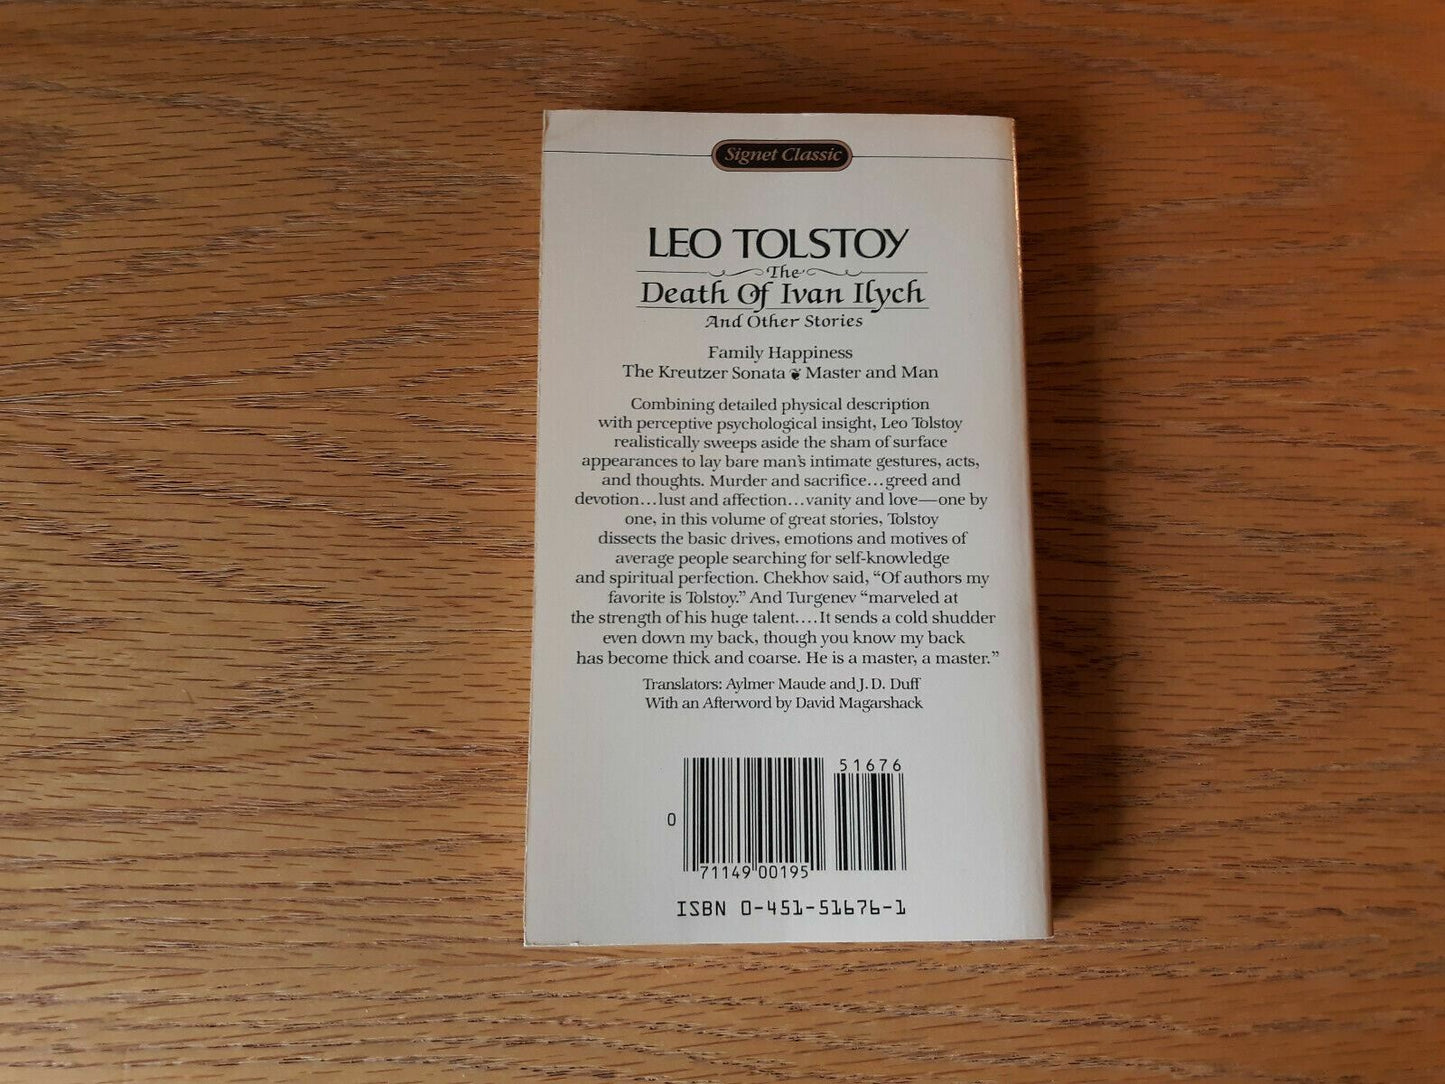 Signet Classic
LEO TOLSTOY
The
Death Of Ivan Ilych
And Other Stories
Family Happiness
The Kreutzer Sonata ❦ Master and Man
Combining detailed physical description
with perceptive psychological insight, Leo Tolstoy
realistically sweeps aside the sham of surface
appearances to lay bare man's intimate gestures, acts,
and thoughts. Murder and sacrifice...greed and
devotion...lust and affection...vanity and love—one by
one, in this volume of great stories, Tolstoy
dissects the basic drives, emotions and motives of
average people searching for self-knowledge
and spiritual perfection. Chekhov said, “Of authors my
favorite is Tolstoy.” And Turgenev “marveled at
the strength of his huge talent....It sends a cold shudder
even down my back, though you know my back
has become thick and coarse. He is a master, a master.”
Translators: Aylmer Maude and J. D. Duff
With an Afterword by David Magarshack
51676
0
71149 00195
ISBN 0-451-51676-1